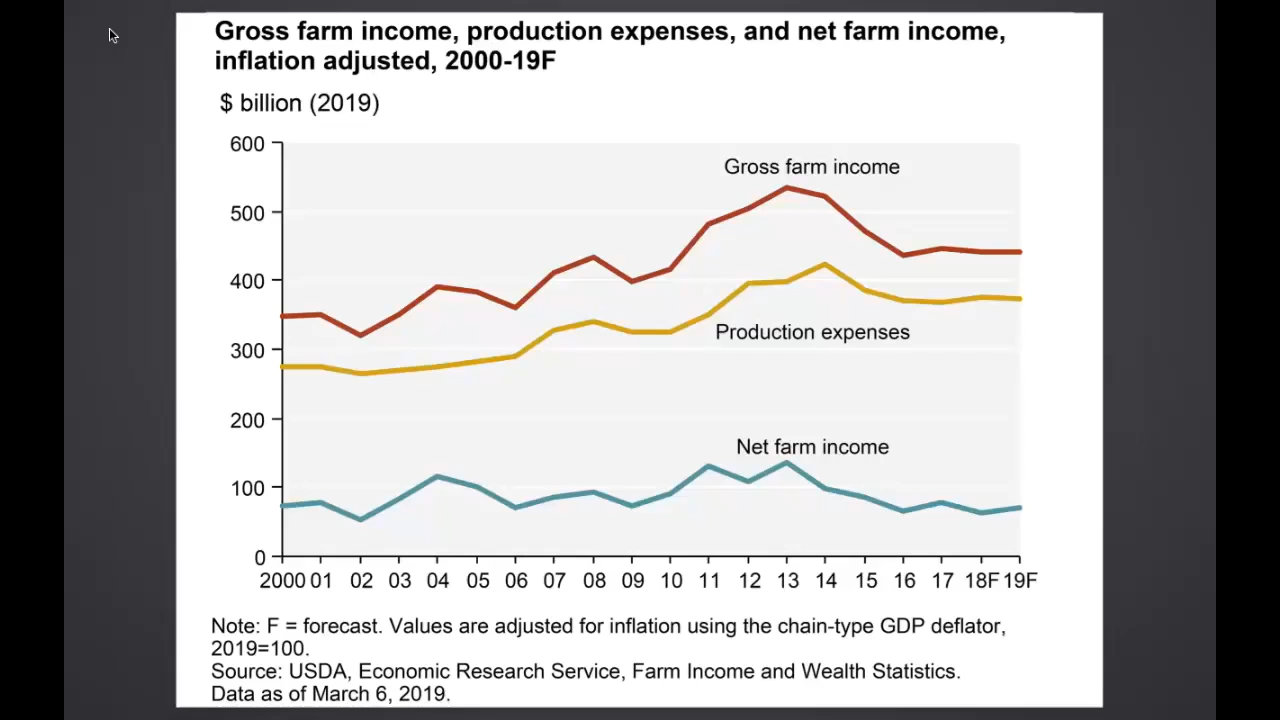 Gross farm income, production expenses, and net farm income,
inflation adjusted, 2000-19F
$ billion (2019)
600
500
400
300
200
100
0
Gross farm income
Production expenses
Net farm income
2000 01 02 03 04 05 06 07 08 09 10 11 12 13 14 15 16 17 18F 19F
Note: F = forecast. Values are adjusted for inflation using the chain-type GDP deflator,
2019=100.
Source: USDA, Economic Research Service, Farm Income and Wealth Statistics.
Data as of March 6, 2019.